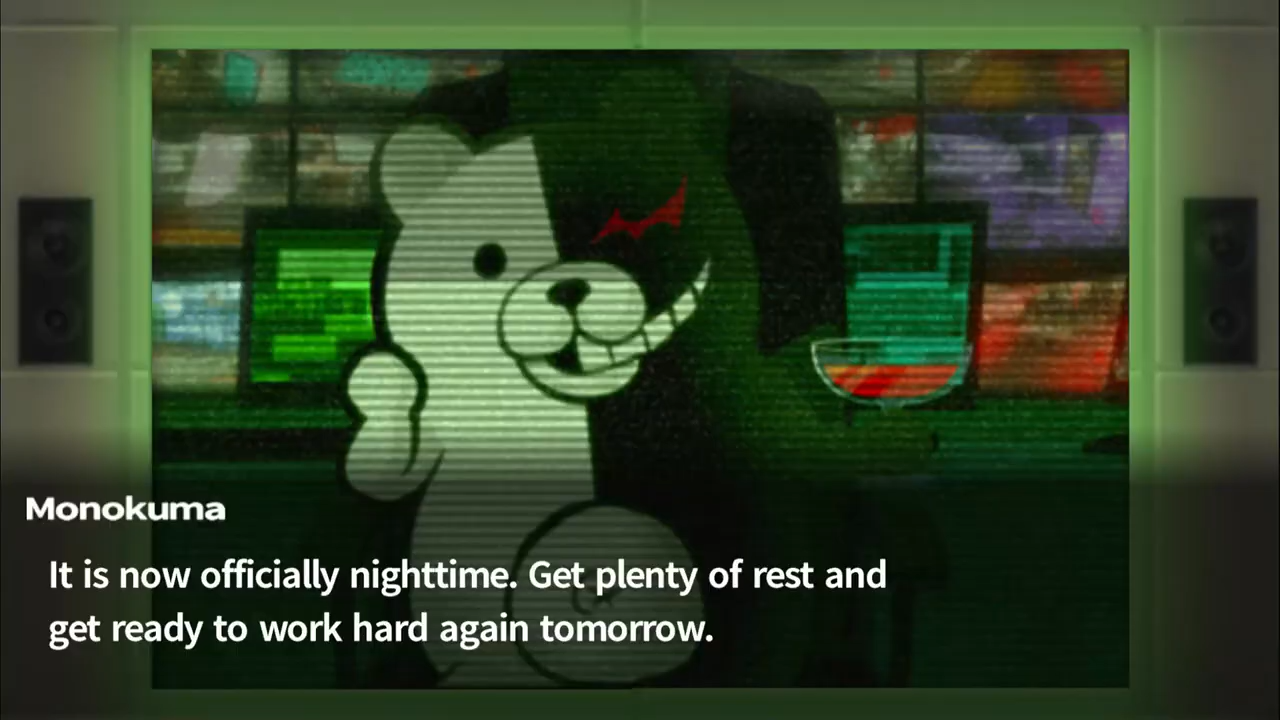 Monokuma
It is now officially nighttime. Get plenty of rest and
get ready to work hard again tomorrow.